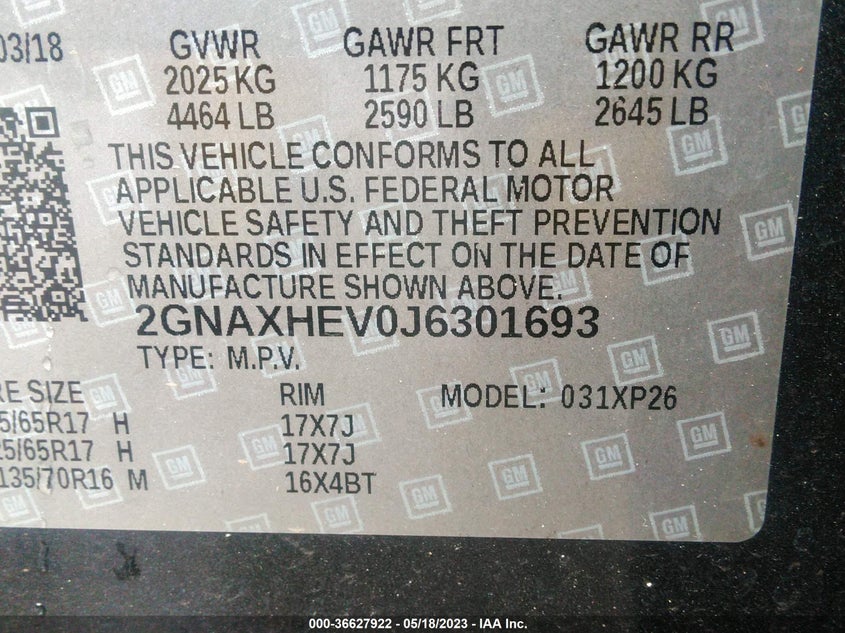 03/18 GVWR GAWR FRT GAWR RR
2025 KG 1175 KG 1200 KG
4464 LB 2590 LB 2645 LB
THIS VEHICLE CONFORMS TO ALL
APPLICABLE U.S. FEDERAL MOTOR
VEHICLE SAFETY AND THEFT PREVENTION
STANDARDS IN EFFECT ON THE DATE OF
MANUFACTURE SHOWN ABOVE.
2GNAXHEV0J6301693
TYPE: M.P.V.
RE SIZE RIM MODEL: 031XP26
5/65R17 H 17X7J
25/65R17 H 17X7J
135/70R16 M 16X4BT
GM
000-36627922 - 05/18/2023 - IAA Inc.